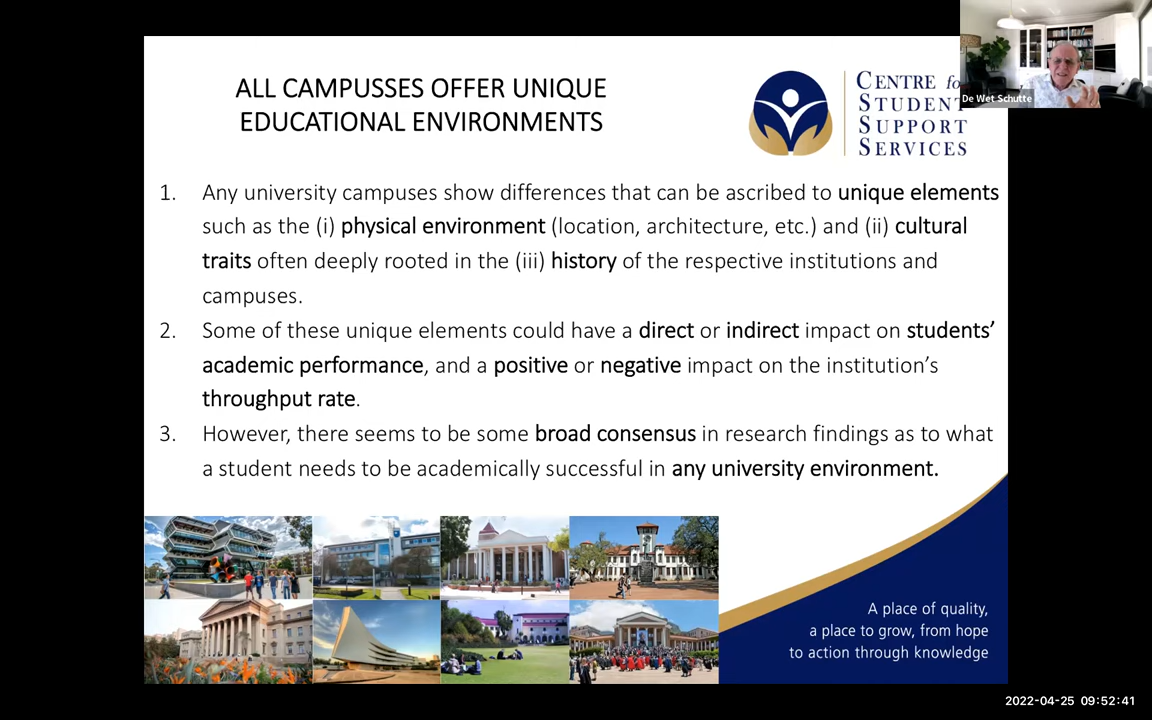 ALL CAMPUSSES OFFER UNIQUE
EDUCATIONAL ENVIRONMENTS
CENTRE
STUDENT
SUPPORT
SERVICES
De Wet Schutte
1. Any university campuses show differences that can be ascribed to unique elements
such as the (i) physical environment (location, architecture, etc.) and (ii) cultural
traits often deeply rooted in the (iii) history of the respective institutions and
campuses.
2. Some of these unique elements could have a direct or indirect impact on students’
academic performance, and a positive or negative impact on the institution’s
throughput rate.
3. However, there seems to be some broad consensus in research findings as to what
a student needs to be academically successful in any university environment.
A place of quality,
a place to grow, from hope
to action through knowledge
2022-04-25 09:52:41